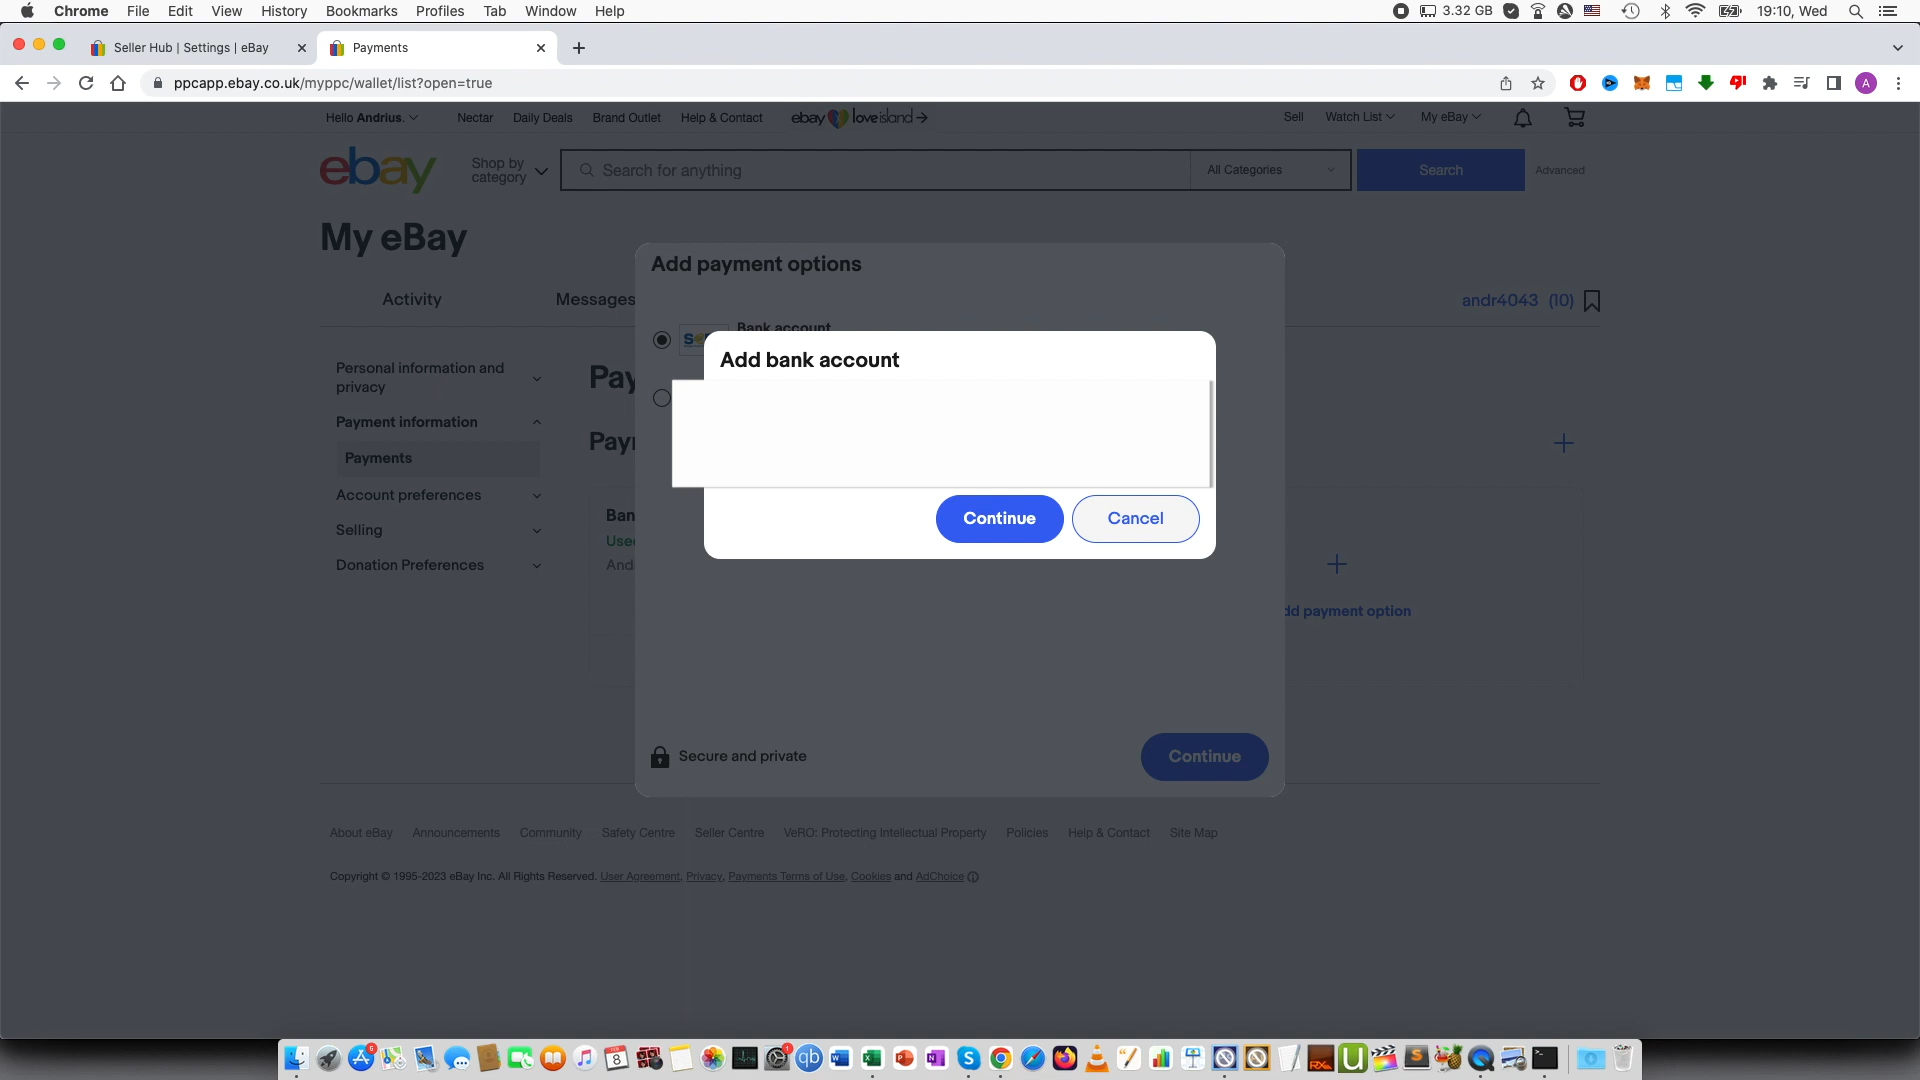 Chrome File Edit View History Bookmarks Profiles Tab Window Help 3.32 GB 19:10, Wed
Seller Hub | Settings | eBay
Payments
ppcapp.ebay.co.uk/myppc/wallet/list?open=true
A
Hello Andrius. Nectar Daily Deals Brand Outlet Help & Contact ebay love island Sell Watch List My eBay
ebay
Shop by category
Search for anything
All Categories
Search
Advanced
My eBay
Activity
Messages
andr4043 (10)
Add payment options
Bank account
Add bank account
Continue
Cancel
Personal information and privacy
Payment information
Payments
Account preferences
Selling
Donation Preferences
dd payment option
Secure and private
Continue
About eBay Announcements Community Safety Centre Seller Centre VeRO: Protecting Intellectual Property Policies Help & Contact Site Map
Copyright © 1995-2023 eBay Inc. All Rights Reserved. User Agreement, Privacy, Payments Terms of Use, Cookies and AdChoice